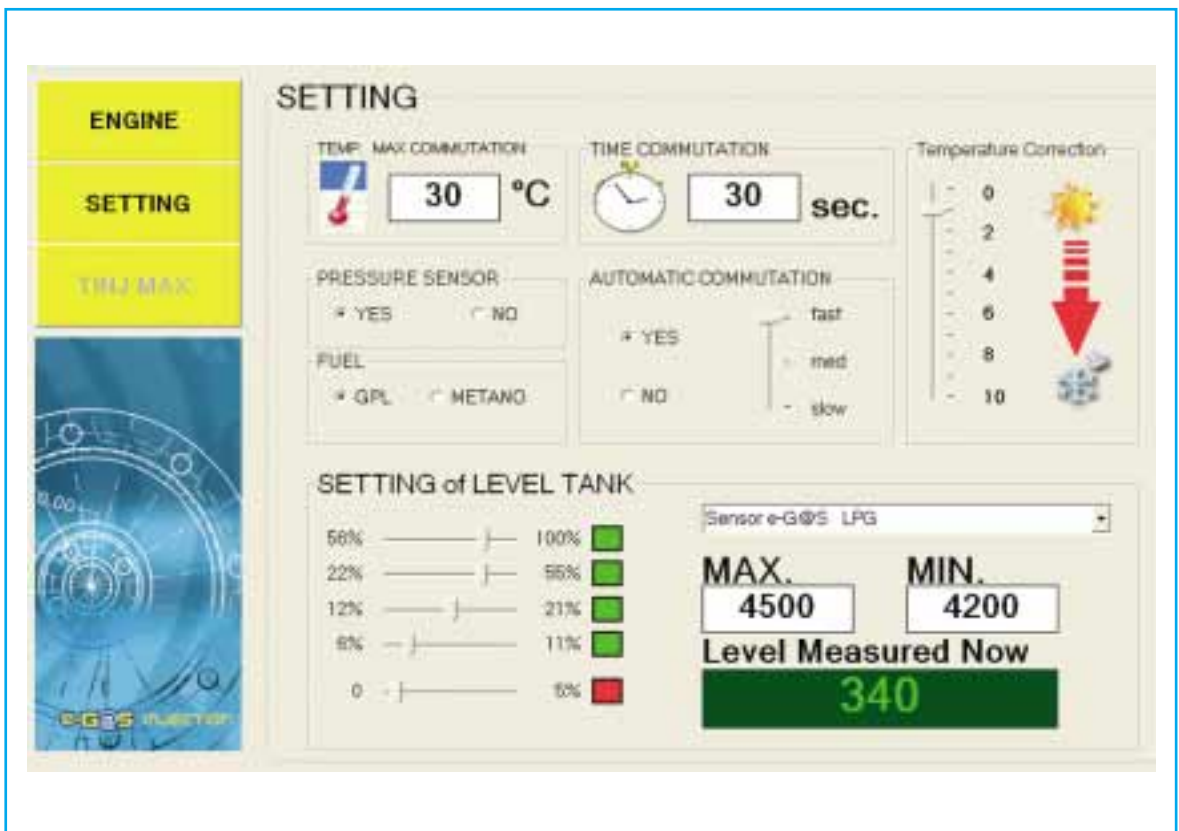 ENGINE
SETTING
TINJ MAX.
SETTING
TEMP. MAX COMMUTATION
30 °C
TIME COMMUTATION
30 sec.
Temperature Correction
0
2
4
6
8
10
PRESSURE SENSOR
YES NO
FUEL
GPL METANO
AUTOMATIC COMMUTATION
YES
NO
fast
med
slow
SETTING of LEVEL TANK
56% 100%
22% 55%
12% 21%
6% 11%
0 5%
Sensor e-G@S LPG
MAX. MIN.
4500 4200
Level Measured Now
340
0.00
e-G@S INJECTION